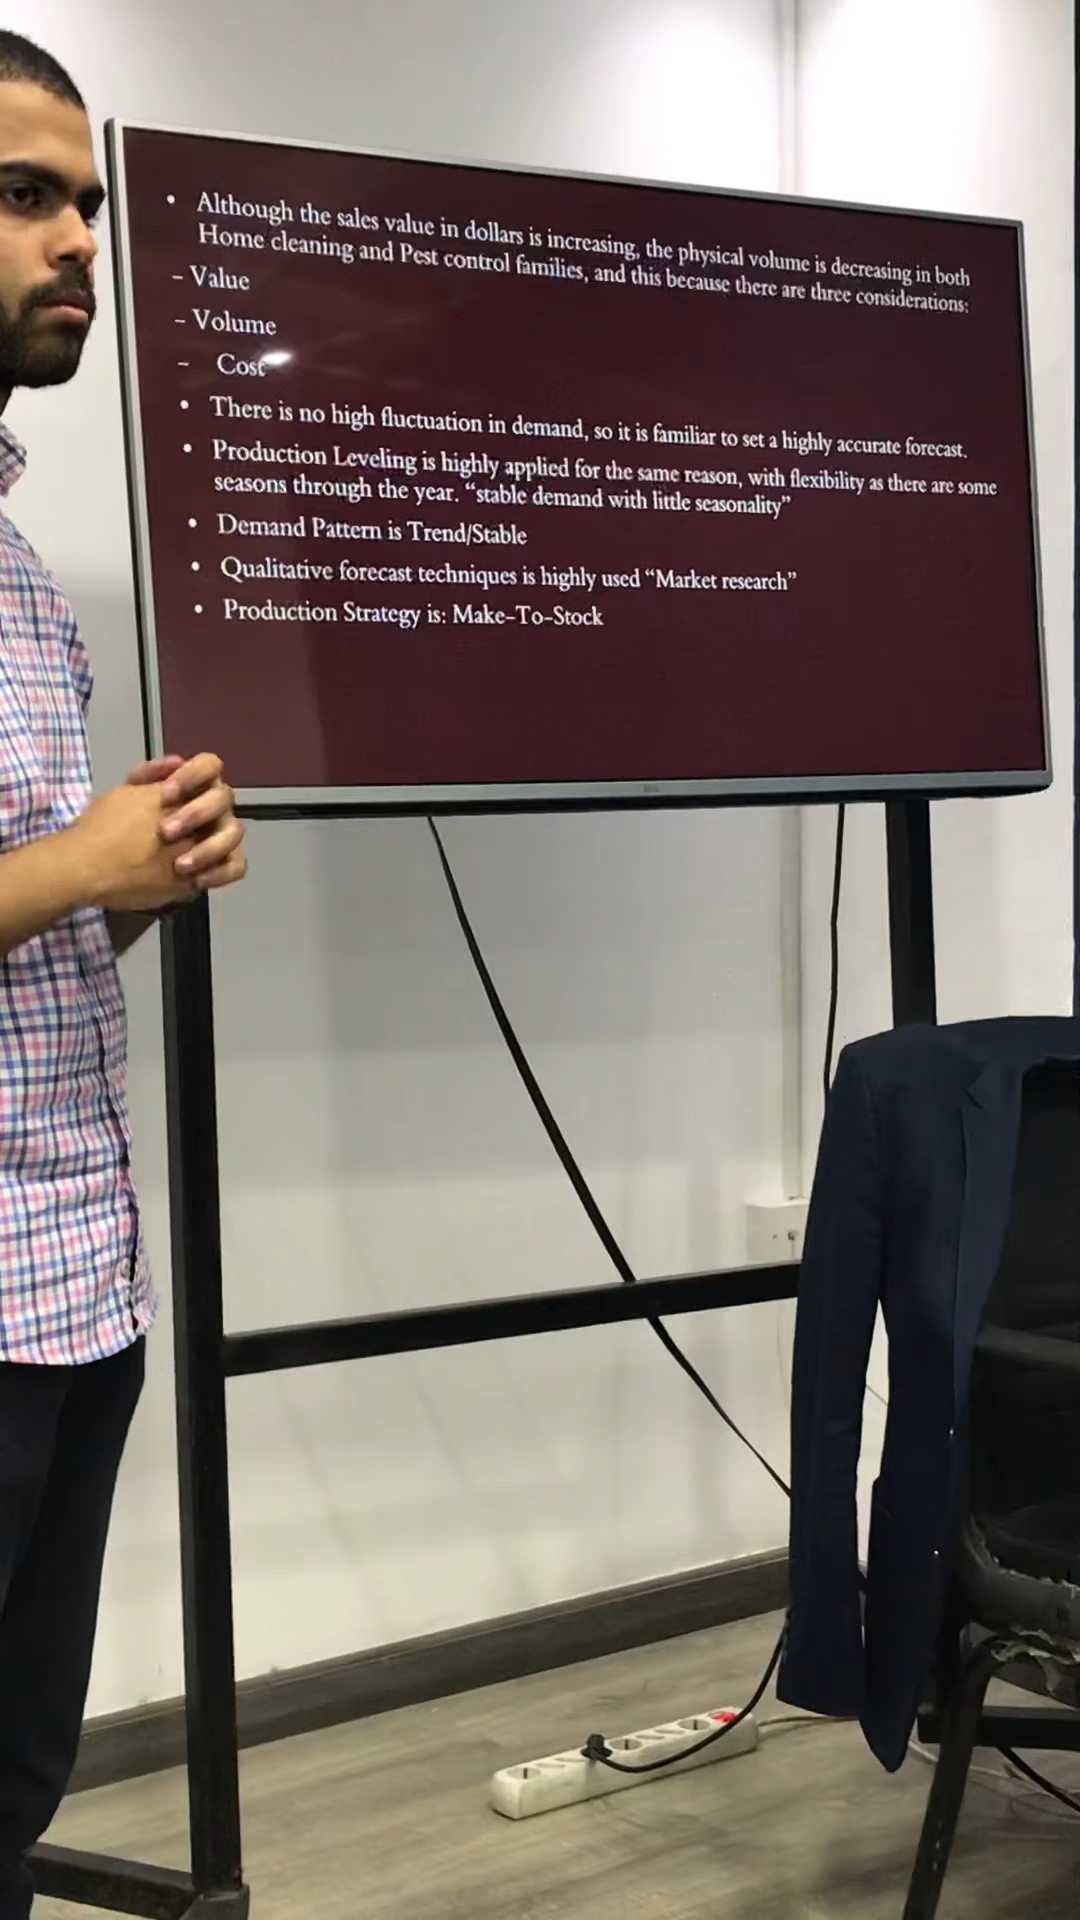 • Although the sales value in dollars is increasing, the physical volume is decreasing in both
Home cleaning and Pest control families, and this because there are three considerations:
- Value
- Volume
- Cost
• There is no high fluctuation in demand, so it is familiar to set a highly accurate forecast.
• Production Leveling is highly applied for the same reason, with flexibility as there are some
seasons through the year. “stable demand with little seasonality”
• Demand Pattern is Trend/Stable
• Qualitative forecast techniques is highly used “Market research”
• Production Strategy is: Make-To-Stock